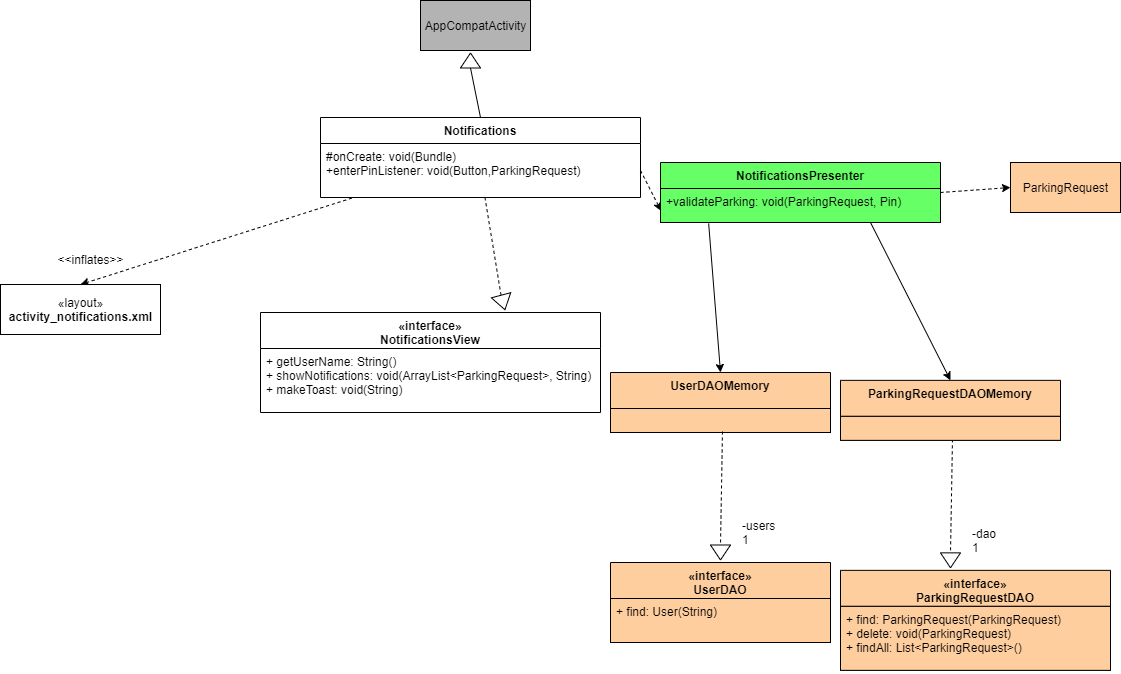 AppCompatActivity
Notifications
#onCreate: void(Bundle)
+enterPinListener: void(Button,ParkingRequest)
NotificationsPresenter
+validateParking: void(ParkingRequest, Pin)
ParkingRequest
<<inflates>>
«layout»
activity_notifications.xml
«interface»
NotificationsView
+ getUserName: String()
+ showNotifications: void(ArrayList<ParkingRequest>, String)
+ makeToast: void(String)
UserDAOMemory
ParkingRequestDAOMemory
-users
1
-dao
1
«interface»
UserDAO
+ find: User(String)
«interface»
ParkingRequestDAO
+ find: ParkingRequest(ParkingRequest)
+ delete: void(ParkingRequest)
+ findAll: List<ParkingRequest>()